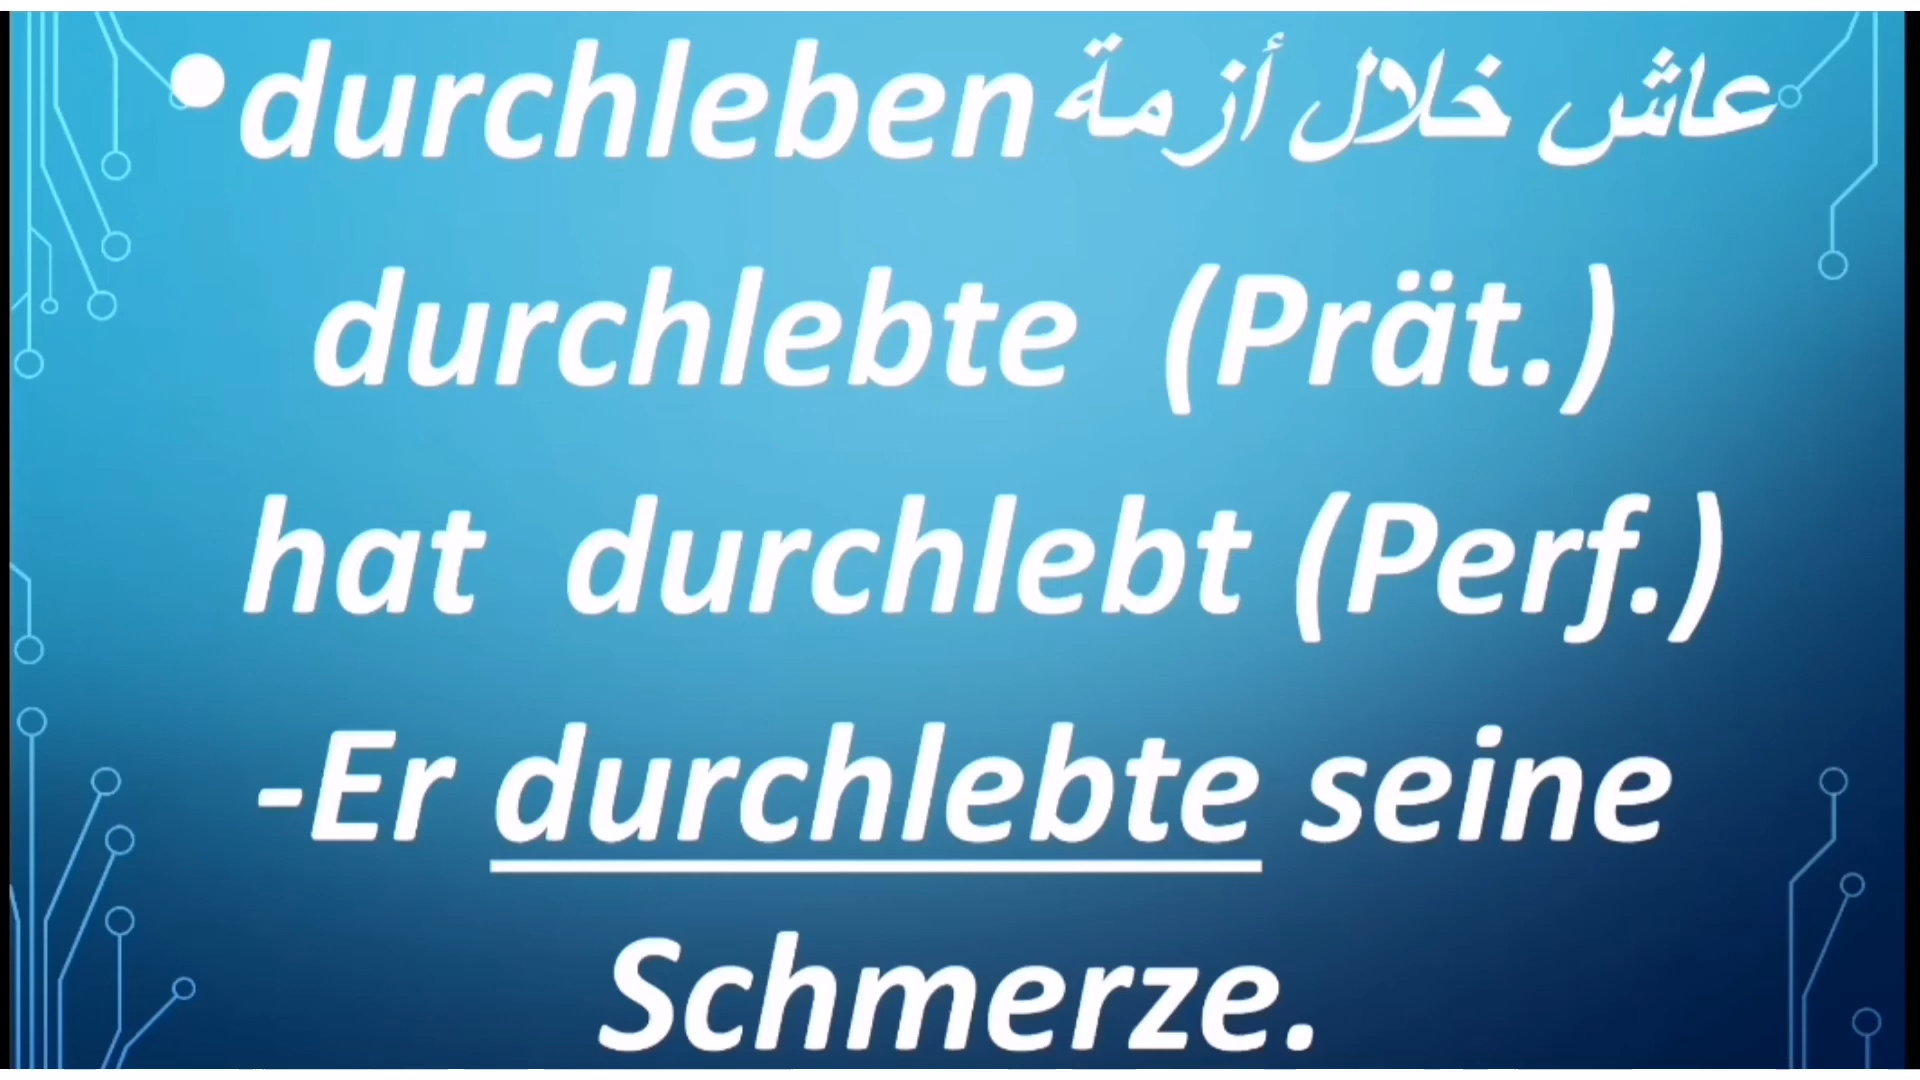 •durchleben عاش خلال أزمة
durchlebte (Prät.)
hat durchlebt (Perf.)
-Er durchlebte seine
Schmerze.